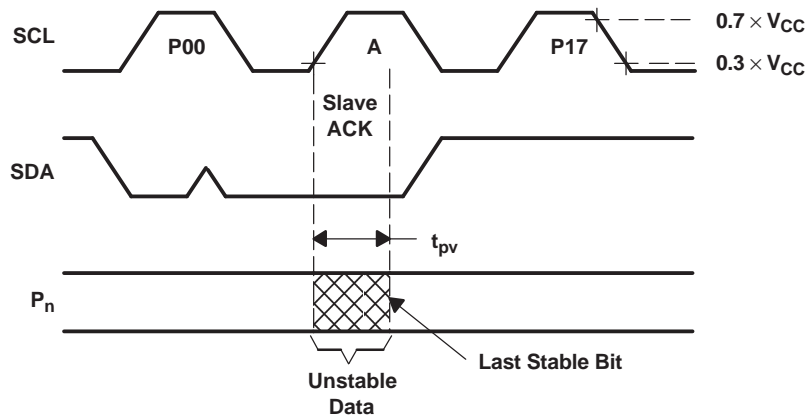 SCL
P00
A
P17
0.7 × VCC
0.3 × VCC
Slave
ACK
SDA
tpv
Pn
Last Stable Bit
Unstable
Data